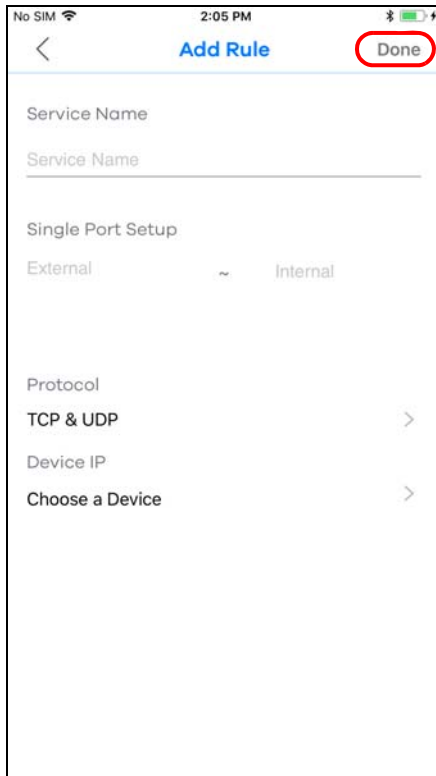 No SIM 2:05 PM
Add Rule Done
Service Name
Service Name
Single Port Setup
External ~ Internal
Protocol
TCP & UDP
Device IP
Choose a Device